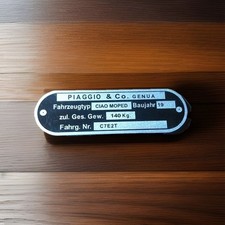 PIAGGIO & Co. GENUA
Fahrzeugtyp CIAO MOPED Baujahr 19
zul. Ges. Gew. 140 Kg
Fahrg. Nr. C7E2T